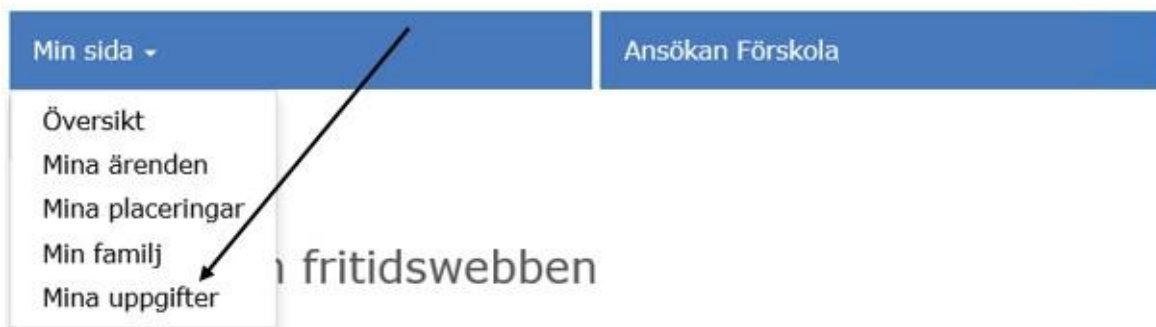 Min sida
Ansökan Förskola
Översikt
Mina ärenden
Mina placeringar
Min familj
Mina uppgifter
fritidswebben